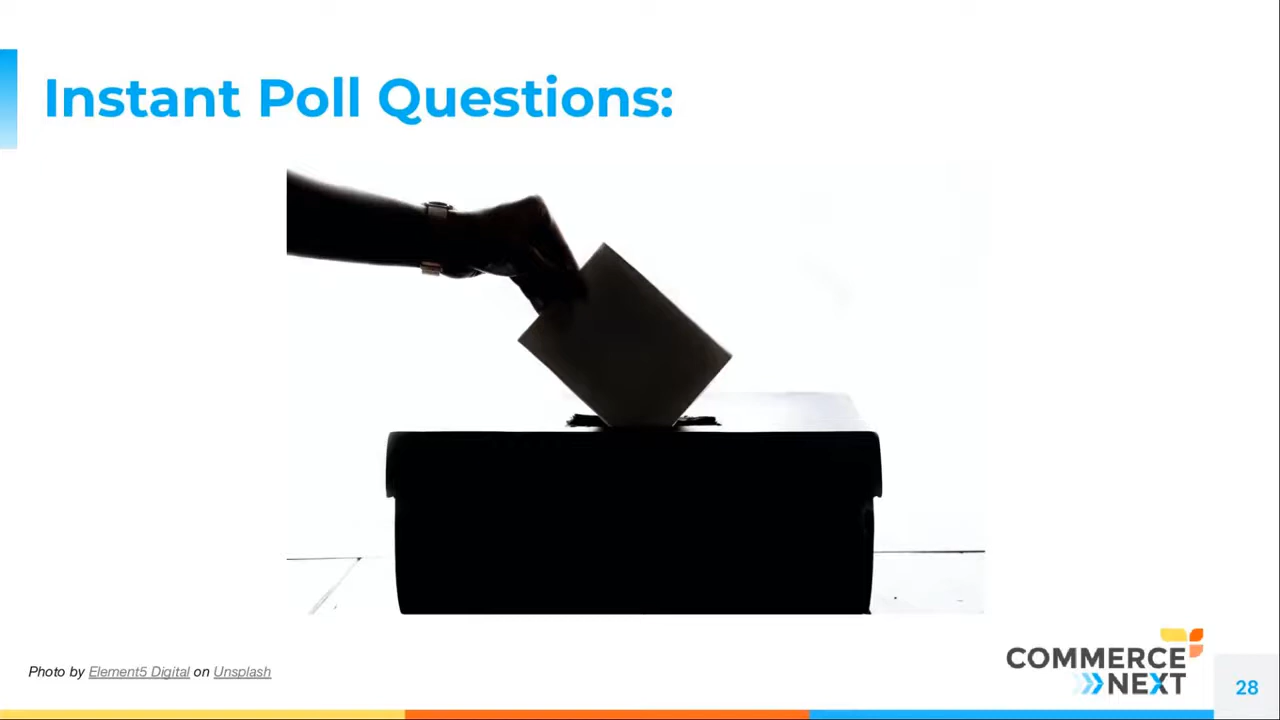 Instant Poll Questions:
Photo by Element5 Digital on Unsplash
COMMERCE
NEXT
28